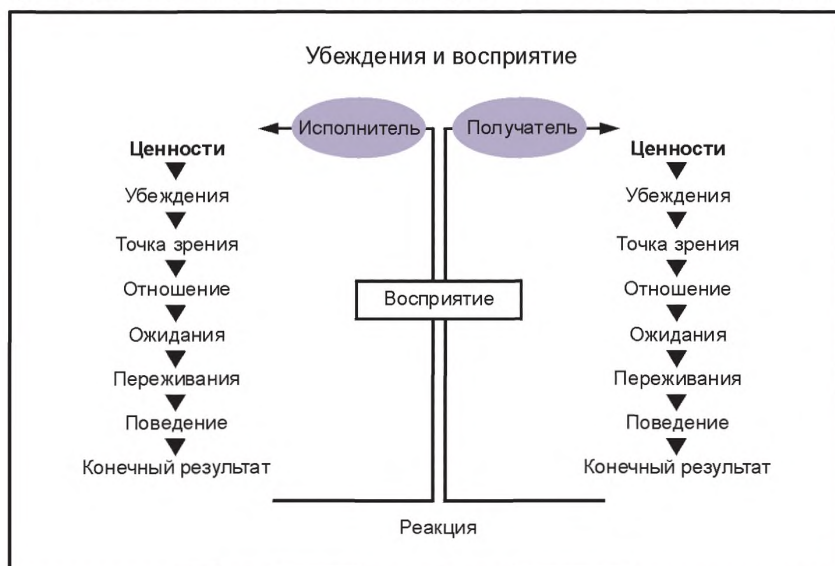 Убеждения и восприятие
Исполнитель
Получатель
Ценности
Убеждения
Точка зрения
Отношение
Ожидания
Переживания
Поведение
Конечный результат
Восприятие
Ценности
Убеждения
Точка зрения
Отношение
Ожидания
Переживания
Поведение
Конечный результат
Реакция